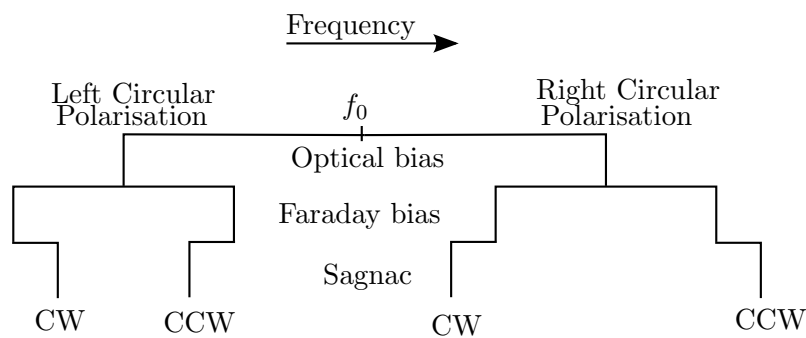 Frequency
Left Circular
Polarisation
f₀
Right Circular
Polarisation
Optical bias
Faraday bias
Sagnac
CW
CCW
CW
CCW